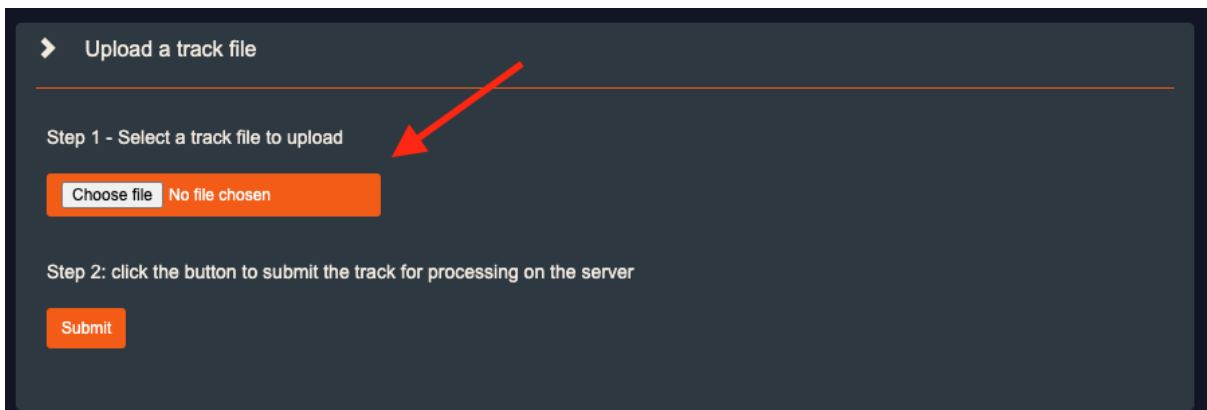 Upload a track file
Step 1 - Select a track file to upload
Choose file No file chosen
Step 2: click the button to submit the track for processing on the server
Submit